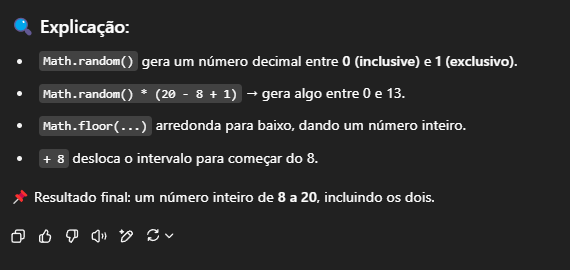 🔍 Explicação:
• Math.random() gera um número decimal entre 0 (inclusive) e 1 (exclusivo).
• Math.random() * (20 - 8 + 1) → gera algo entre 0 e 13.
• Math.floor(...) arredonda para baixo, dando um número inteiro.
• + 8 desloca o intervalo para começar do 8.
📌 Resultado final: um número inteiro de 8 a 20, incluindo os dois.